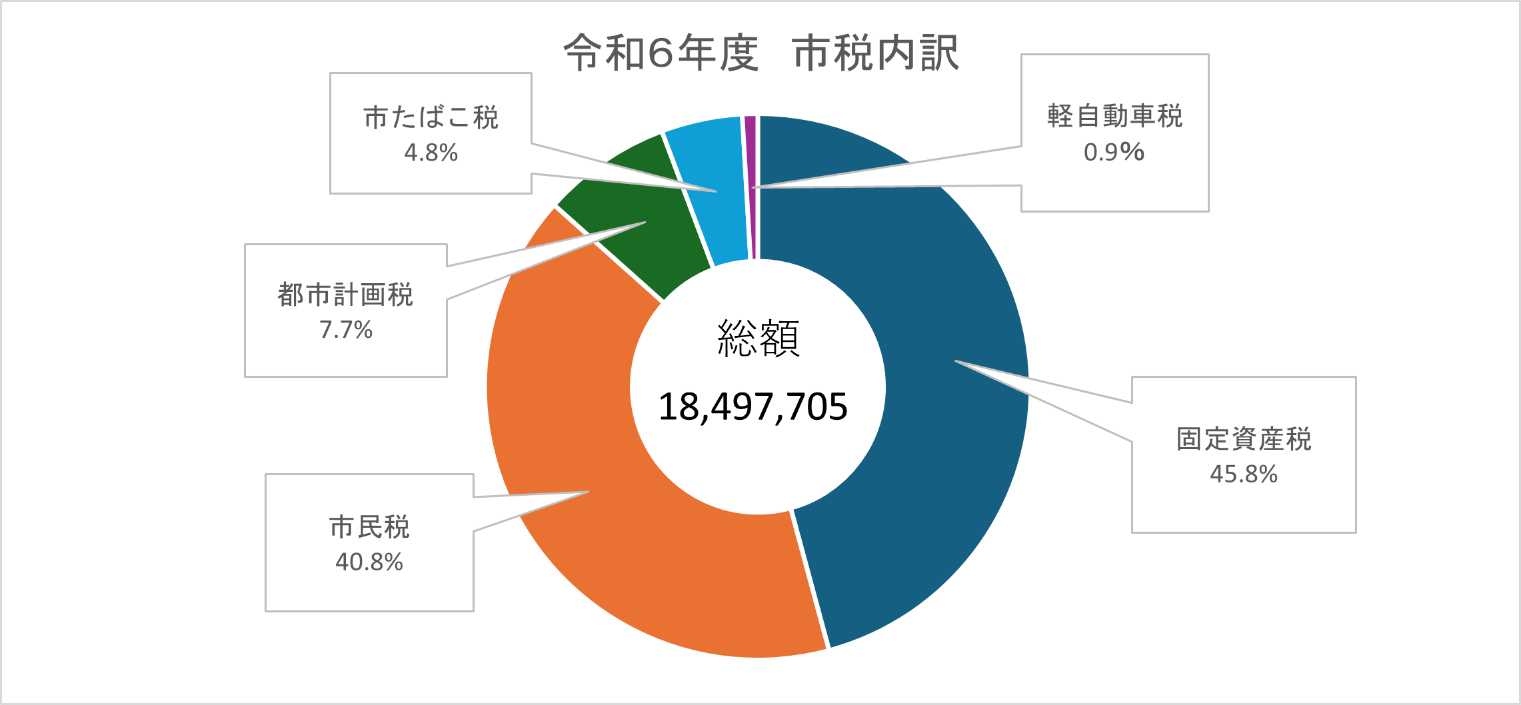 令和6年度　市税内訳
軽自動車税
0.9%
市たばこ税
4.8%
都市計画税
7.7%
総額
18,497,705
固定資産税
45.8%
市民税
40.8%